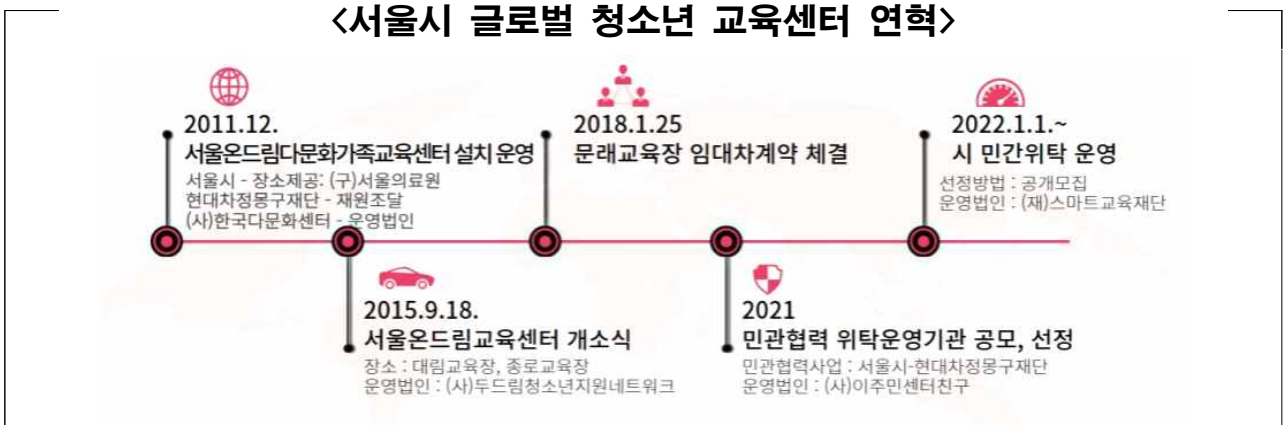 <서울시 글로벌 청소년 교육센터 연혁>
2011.12.
서울온드림다문화가족교육센터 설치 운영
서울시 - 장소제공: (구)서울의료원
현대차정몽구재단 - 재원조달
(사)한국다문화센터 - 운영법인
2015.9.18.
서울온드림교육센터 개소식
장소 : 대림교육장, 종로교육장
운영법인 : (사)두드림청소년지원네트워크
2018.1.25
문래교육장 임대차계약 체결
2021
민관협력 위탁운영기관 공모, 선정
민관협력사업 : 서울시-현대차정몽구재단
운영법인 : (사)이주민센터친구
2022.1.1.~
시 민간위탁 운영
선정방법 : 공개모집
운영법인 : (재)스마트교육재단